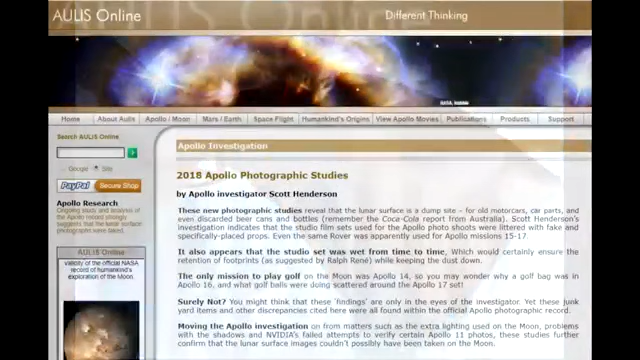 AULIS Online
Different Thinking
Home About Aulis Apollo / Moon Mars / Earth Space Flight Humankind's Origins View Apollo Movies Publications Products Support
Search AULIS Online
Google Site
PayPal Secure Shop
Apollo Research
Ongoing study and analysis of
the Apollo record strongly
suggests that the lunar surface
photographs were faked.
AULIS Online
validity of the official NASA
record of humankind's
exploration of the Moon.
Apollo Investigation
2018 Apollo Photographic Studies
by Apollo investigator Scott Henderson
These new photographic studies reveal that the lunar surface is a dump site – for old motorcars, car parts, and
even discarded beer cans and bottles (remember the Coca-Cola report from Australia). Scott Henderson's
investigation indicates that the studio film sets used for the Apollo photo shoots were littered with fake and
specifically-placed props. Even the same Rover was apparently used for Apollo missions 15-17.
It also appears that the studio set was wet from time to time, Which would certainly ensure the
retention of footprints (as suggested by Ralph René) while keeping the dust down.
The only mission to play golf on the Moon was Apollo 14, so you may wonder why a golf bag was in
Apollo 16, and what golf balls were doing scattered around the Apollo 17 set!
Surely Not? You might think that these 'findings' are only in the eyes of the investigator. Yet these junk
yard items and other discrepancies cited here were all found within the official Apollo photographic record.
Moving the Apollo investigation on from matters such as the extra lighting used on the Moon, problems
with the shadows and NVIDIA's failed attempts to verify certain Apollo 11 photos, these studies further
confirm that the lunar surface images couldn't possibly have been taken on the Moon.